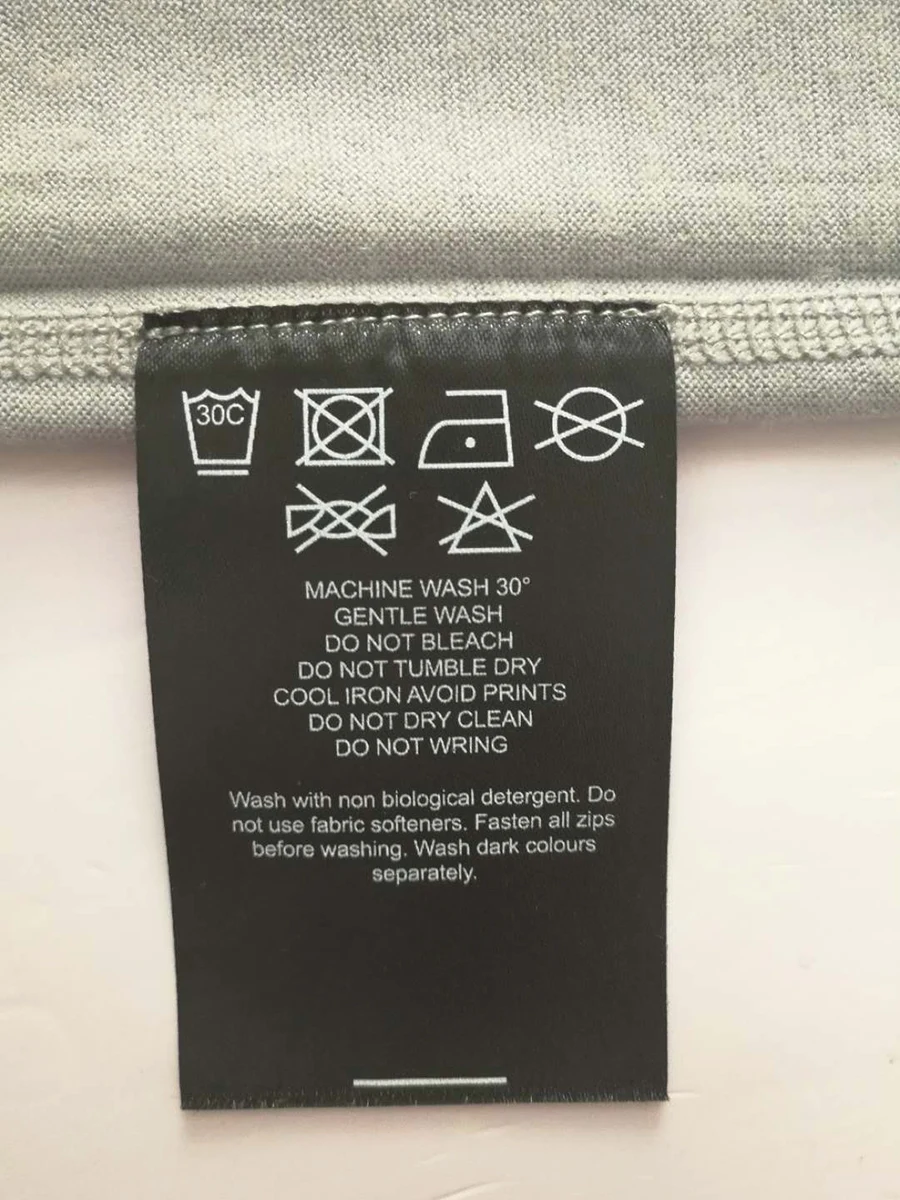 30C
MACHINE WASH 30°
GENTLE WASH
DO NOT BLEACH
DO NOT TUMBLE DRY
COOL IRON AVOID PRINTS
DO NOT DRY CLEAN
DO NOT WRING
Wash with non biological detergent. Do
not use fabric softeners. Fasten all zips
before washing. Wash dark colours
separately.